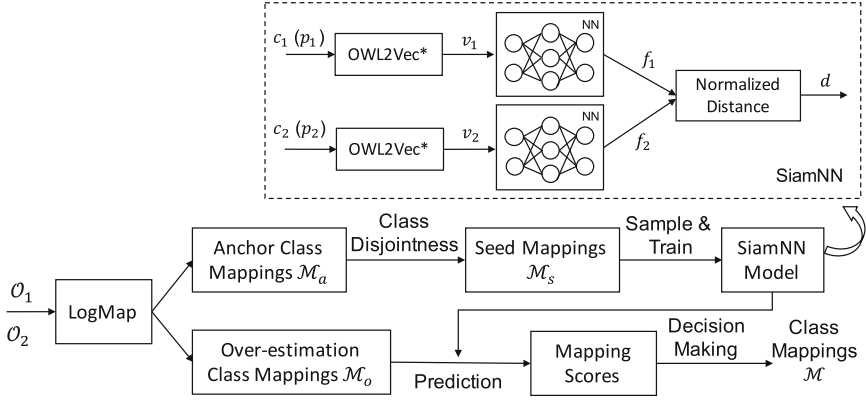 c₁ (p₁)
OWL2Vec*
v₁
NN
f₁
Normalized
Distance
d
c₂ (p₂)
OWL2Vec*
v₂
NN
f₂
SiamNN
𝒪₁
𝒪₂
LogMap
Anchor Class
Mappings ℳₐ
Class
Disjointness
Seed Mappings
ℳₛ
Sample &
Train
SiamNN
Model
Over-estimation
Class Mappings ℳₒ
Prediction
Mapping
Scores
Decision
Making
Class
Mappings
ℳ